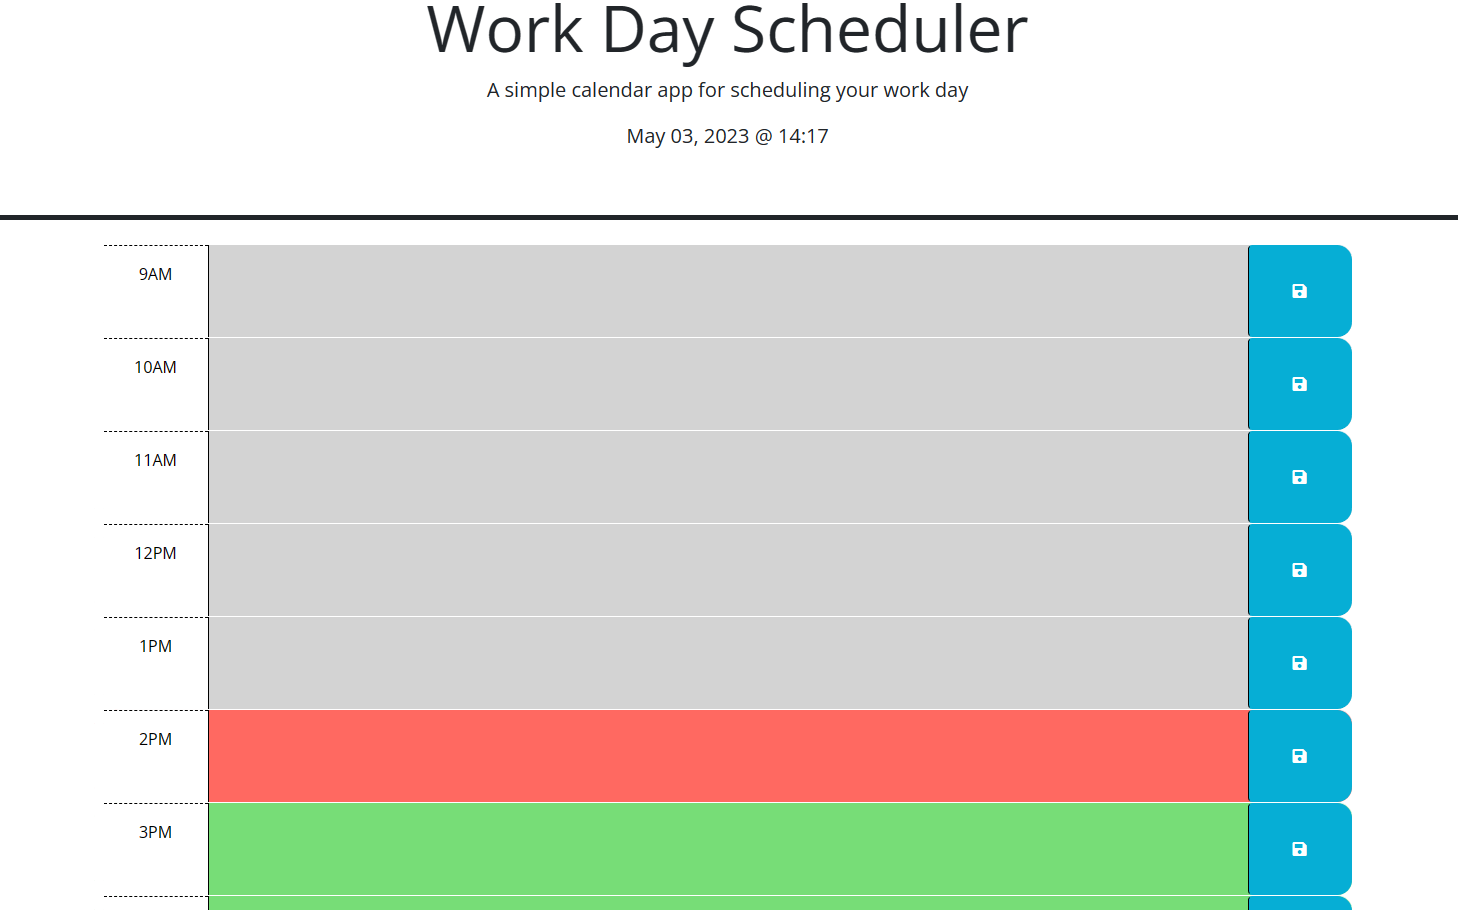 Work Day Scheduler
A simple calendar app for scheduling your work day
May 03, 2023 @ 14:17
9AM
10AM
11AM
12PM
1PM
2PM
3PM